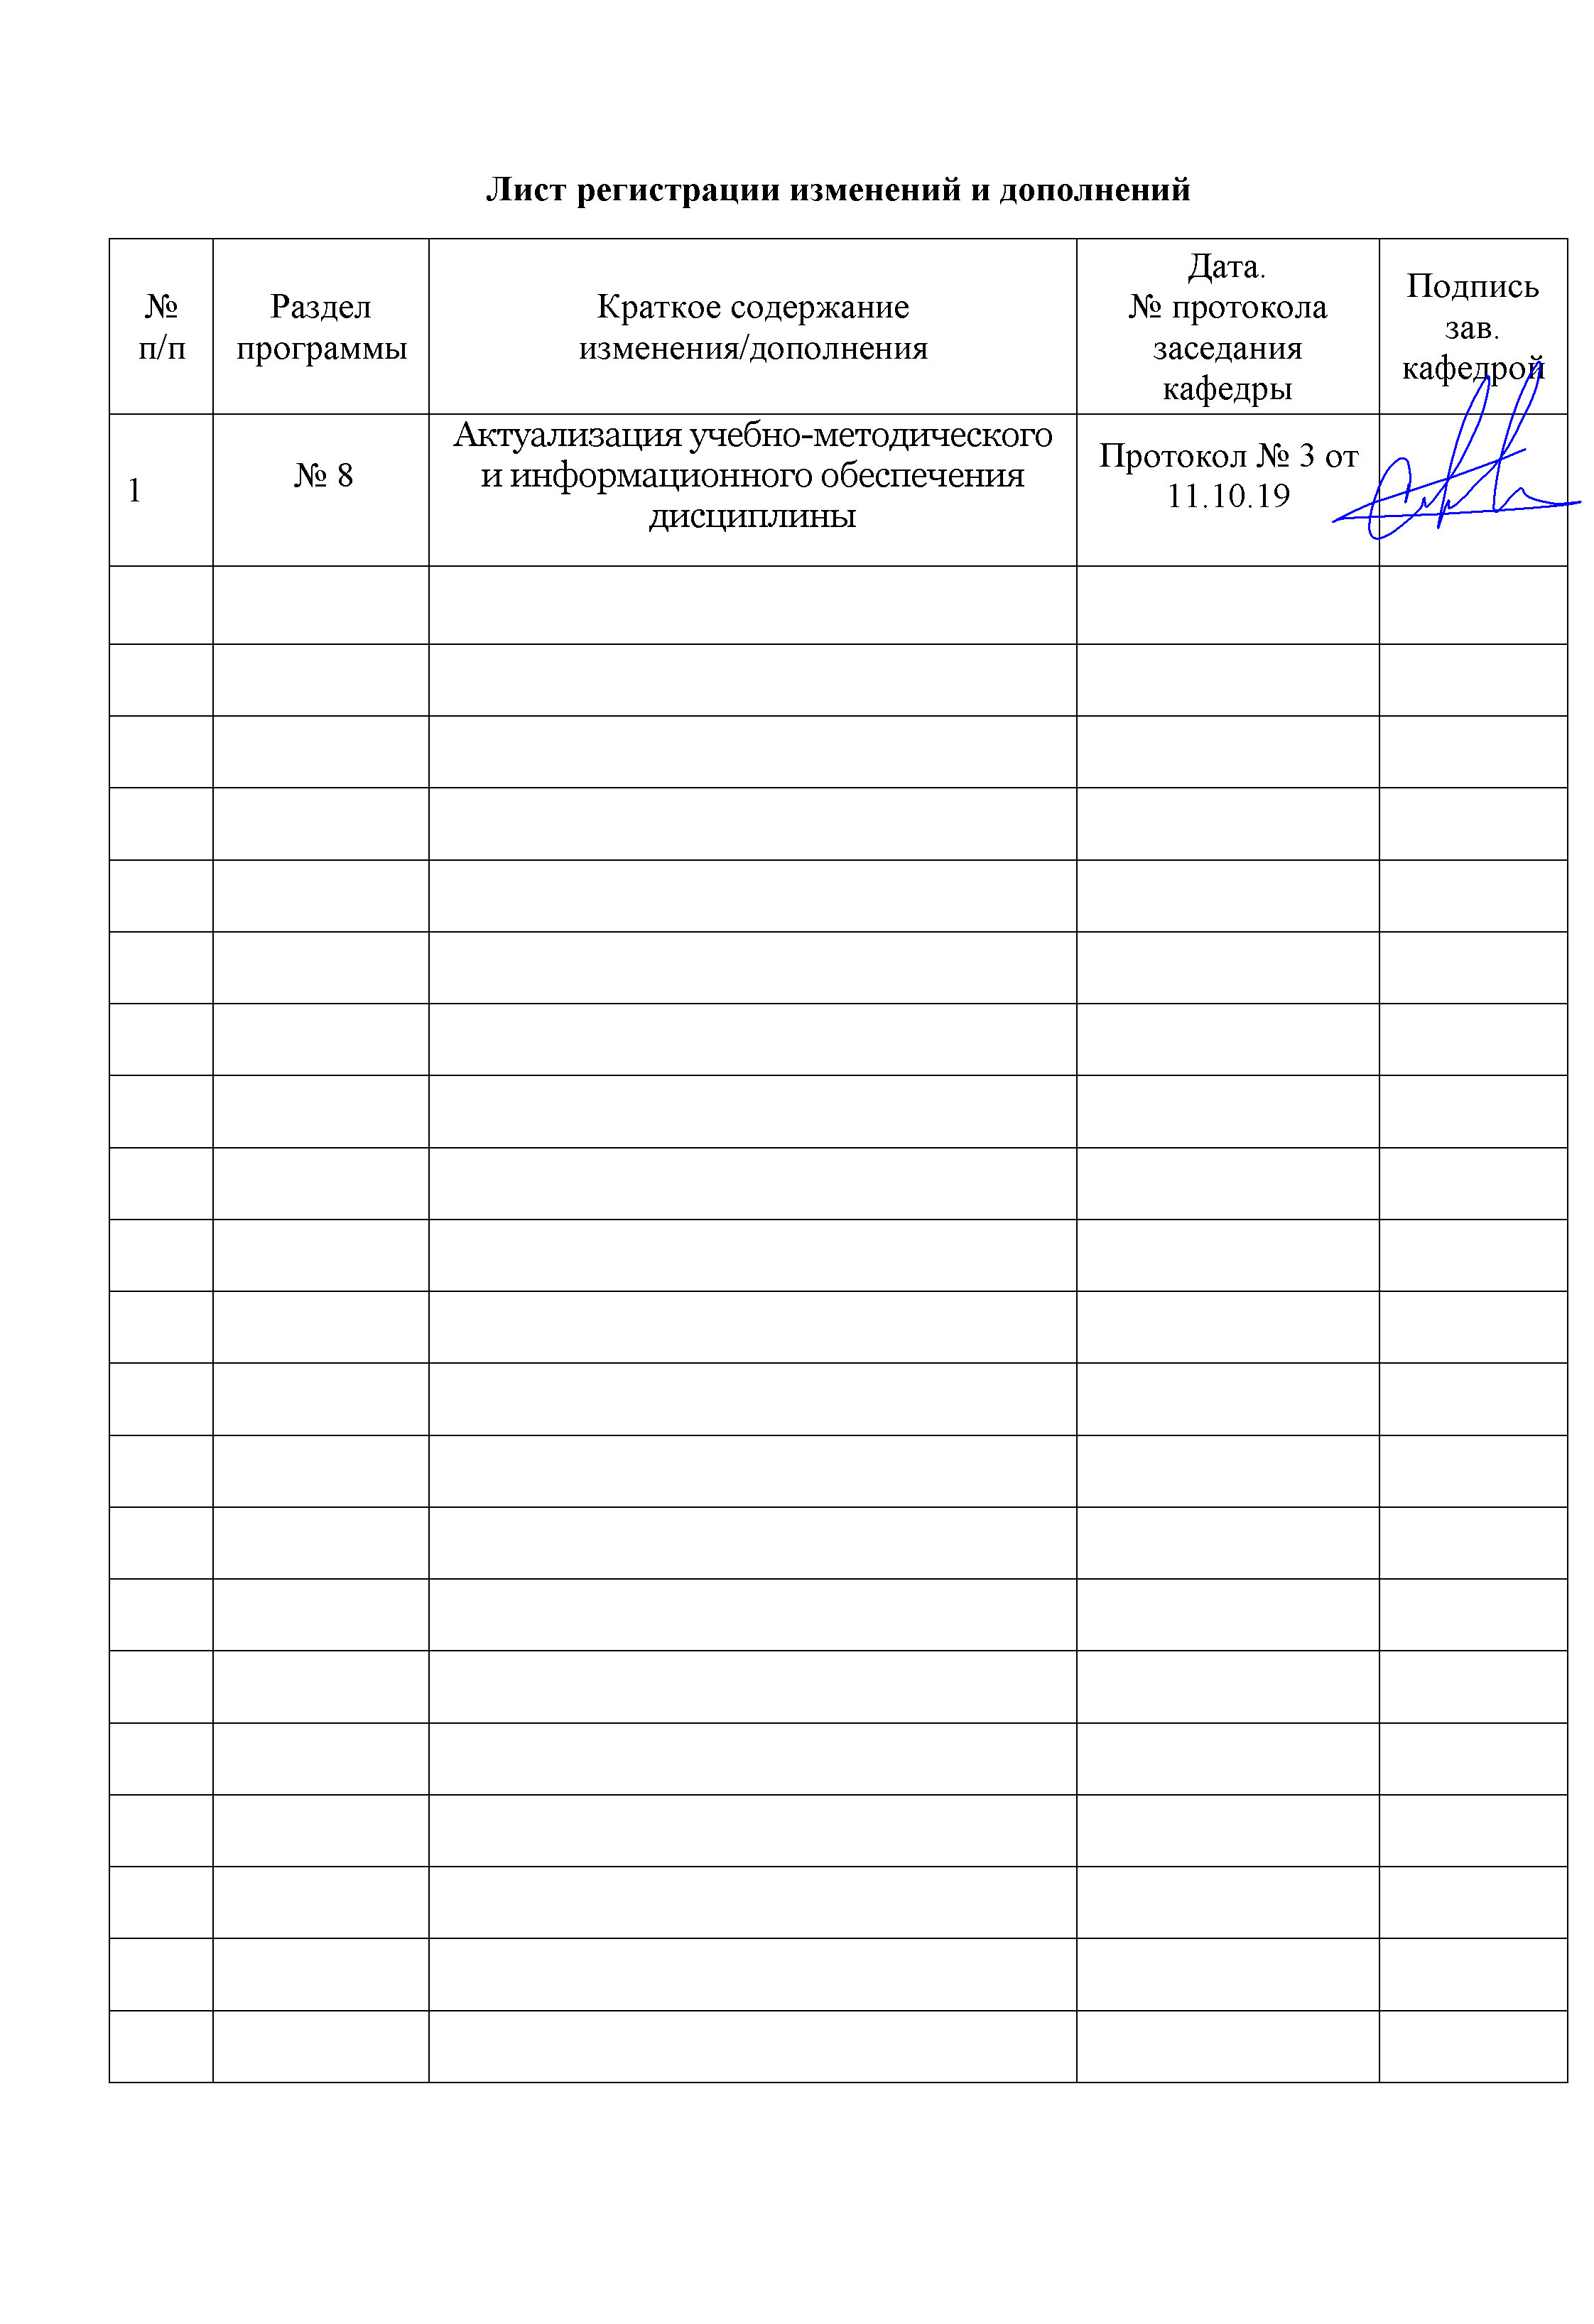 Лист регистрации изменений и дополнений
№
п/п
Раздел
программы
Краткое содержание
изменения/дополнения
Дата.
№ протокола
заседания
кафедры
Подпись
зав.
кафедрой
1
№ 8
Актуализация учебно-методического
и информационного обеспечения
дисциплины
Протокол № 3 от
11.10.19